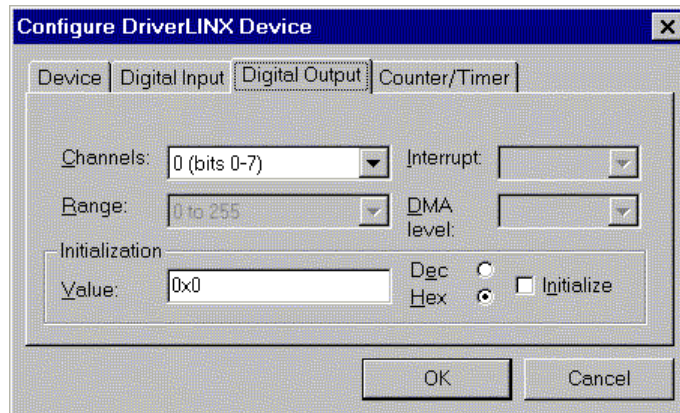 Configure DriverLINX Device
Device Digital Input Digital Output Counter/Timer
Channels: 0 (bits 0-7) Interrupt:
Range: 0 to 255 DMA level:
Initialization
Value: 0x0 Dec Hex Initialize
OK Cancel